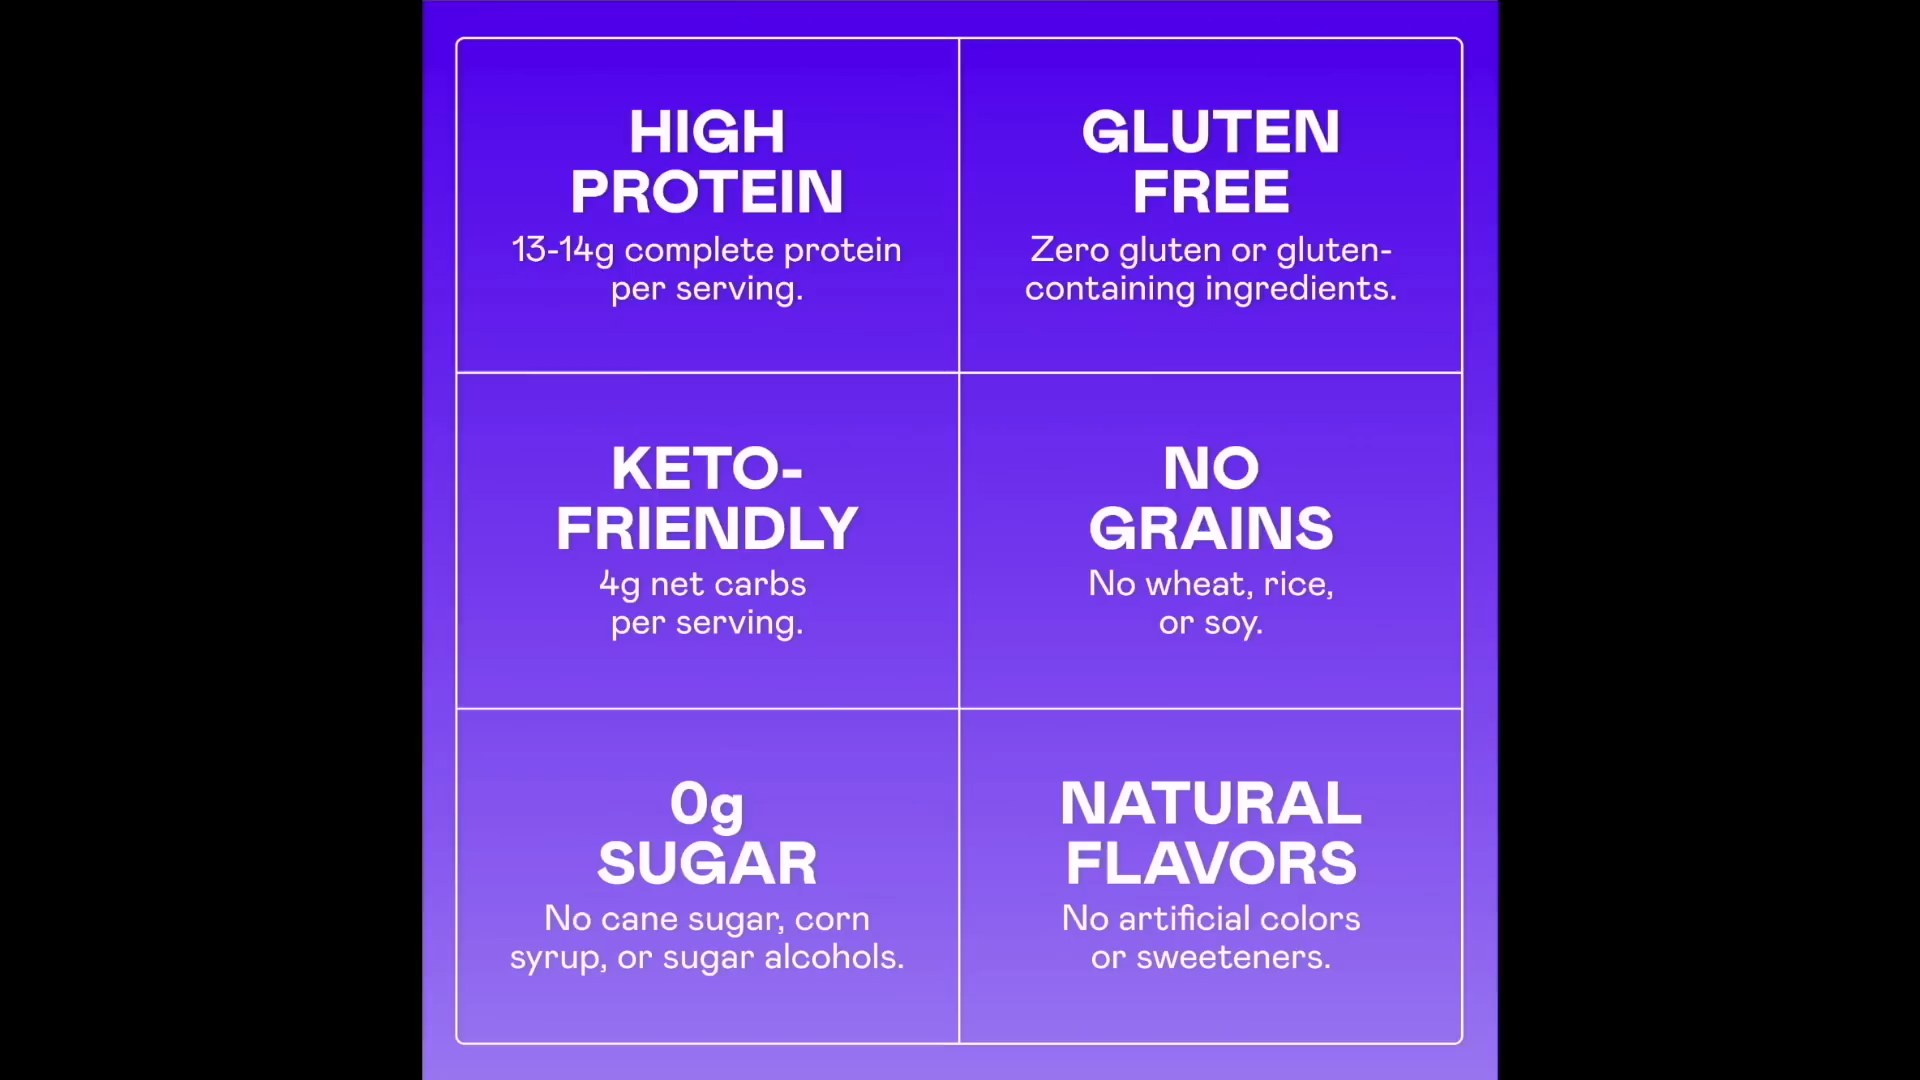 HIGH
PROTEIN
13-14g complete protein
per serving.
GLUTEN
FREE
Zero gluten or gluten-
containing ingredients.
KETO-
FRIENDLY
4g net carbs
per serving.
NO
GRAINS
No wheat, rice,
or soy.
0g
SUGAR
No cane sugar, corn
syrup, or sugar alcohols.
NATURAL
FLAVORS
No artificial colors
or sweeteners.